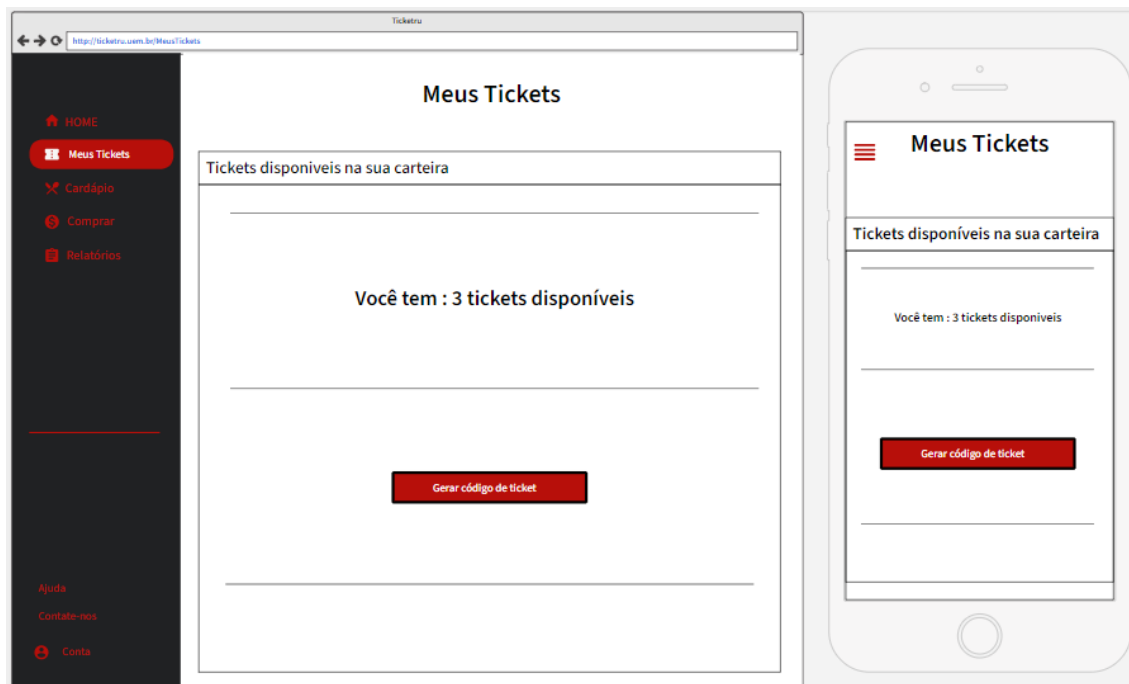 Ticketru
http://ticketru.uem.br/MeusTickets
HOME
Meus Tickets
Cardápio
Comprar
Relatórios
Ajuda
Contate-nos
Conta
Meus Tickets
Tickets disponiveis na sua carteira
Você tem : 3 tickets disponíveis
Gerar código de ticket
Meus Tickets
Tickets disponíveis na sua carteira
Você tem : 3 tickets disponiveis
Gerar código de ticket